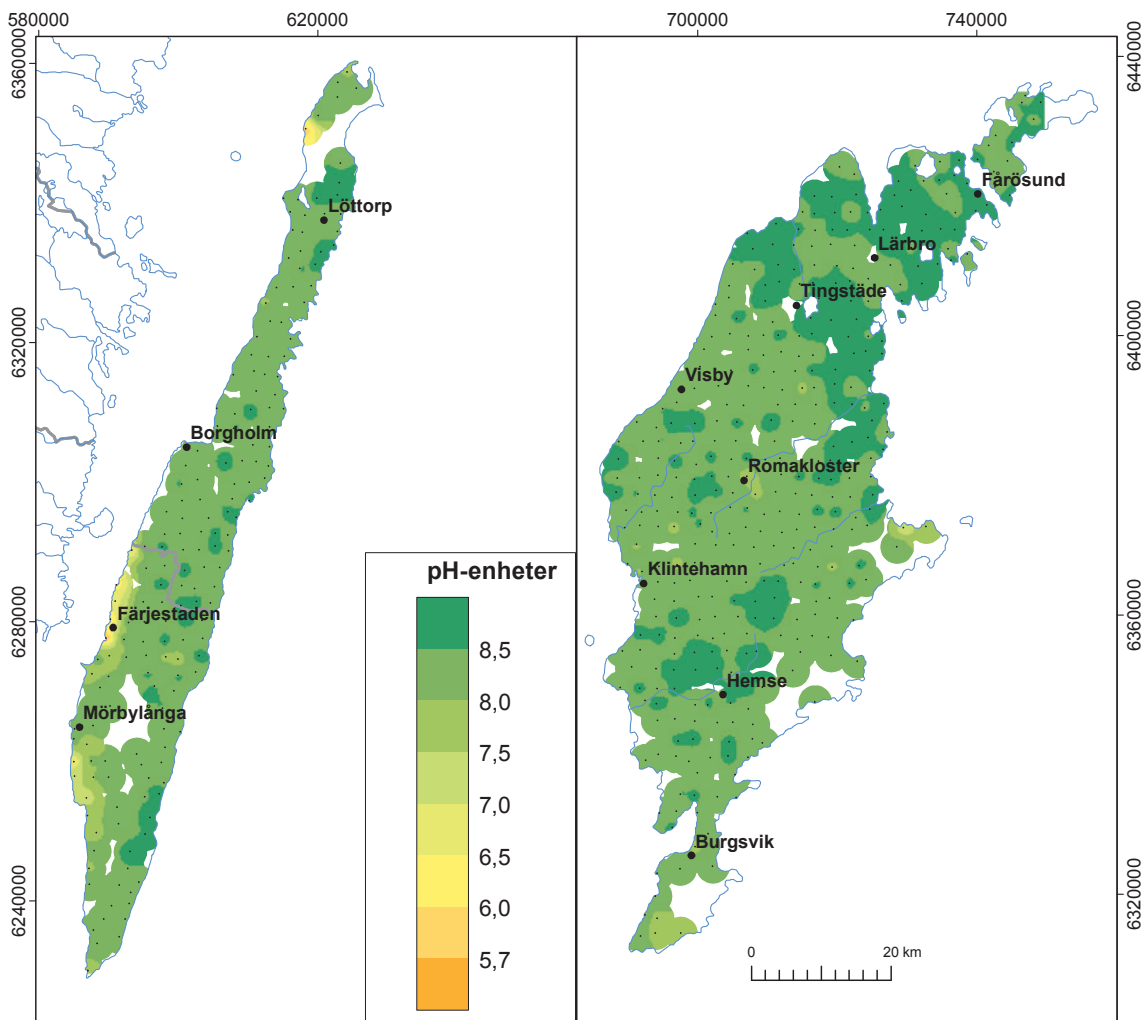 580000
620000
700000
740000
6360000
6320000
6280000
6240000
6440000
6400000
6360000
6320000
Löttorp
Borgholm
Färjestaden
Mörbylånga
Fårösund
Lärbro
Tingstäde
Visby
Romakloster
Klintehamn
Hemse
Burgsvik
pH-enheter
8,5
8,0
7,5
7,0
6,5
6,0
5,7
0
20 km